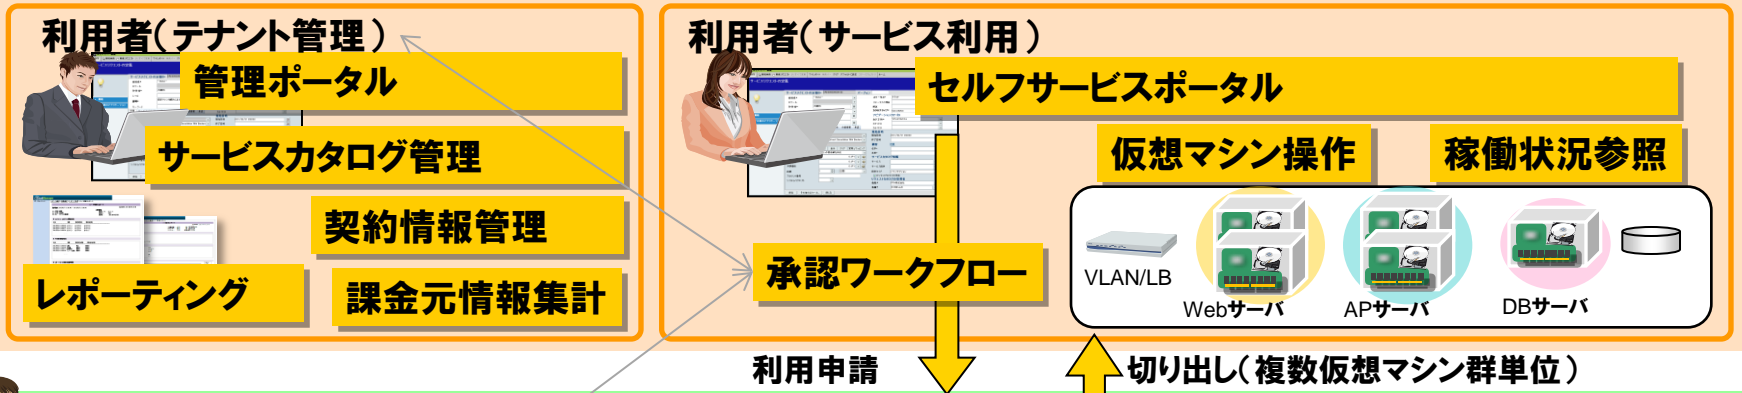 利用者(テナント管理)
管理ポータル
サービスカタログ管理
契約情報管理
レポーティング
課金元情報集計
利用者(サービス利用)
セルフサービスポータル
仮想マシン操作
稼働状況参照
承認ワークフロー
VLAN/LB
Webサーバ
APサーバ
DBサーバ
利用申請
切り出し(複数仮想マシン群単位)